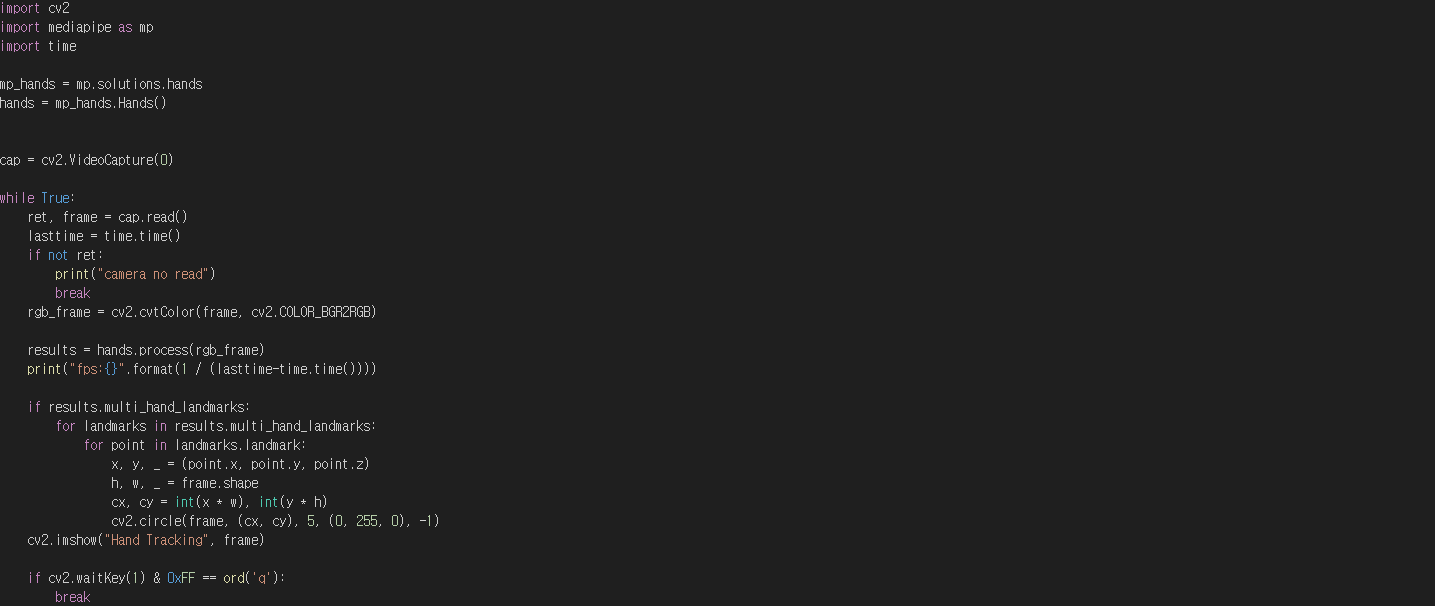 import cv2
import mediapipe as mp
import time
mp_hands = mp.solutions.hands
hands = mp_hands.Hands()
cap = cv2.VideoCapture(0)
while True:
    ret, frame = cap.read()
    lasttime = time.time()
    if not ret:
        print("camera no read")
        break
    rgb_frame = cv2.cvtColor(frame, cv2.COLOR_BGR2RGB)
    results = hands.process(rgb_frame)
    print("fps:{}".format(1 / (lasttime-time.time())))
    if results.multi_hand_landmarks:
        for landmarks in results.multi_hand_landmarks:
            for point in landmarks.landmark:
                x, y, _ = (point.x, point.y, point.z)
                h, w, _ = frame.shape
                cx, cy = int(x * w), int(y * h)
                cv2.circle(frame, (cx, cy), 5, (0, 255, 0), -1)
    cv2.imshow("Hand Tracking", frame)
    if cv2.waitKey(1) & 0xFF == ord('q'):
        break